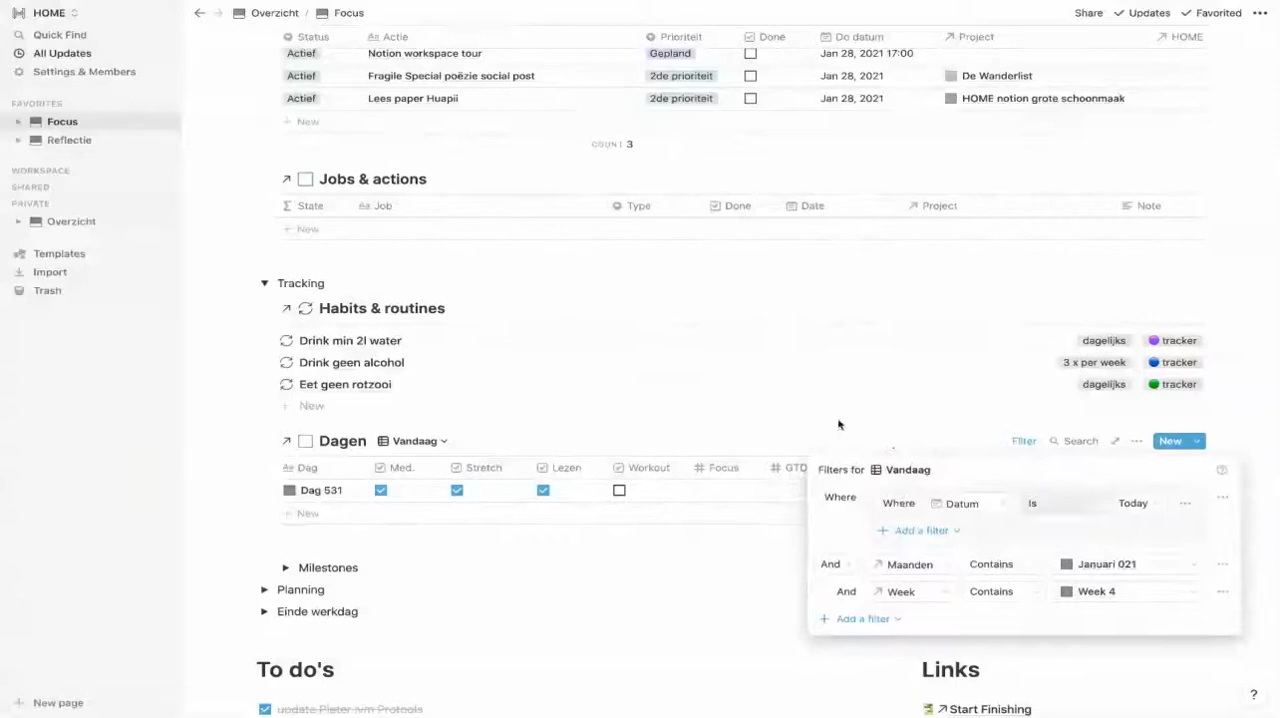 HOME
Overzicht / Focus
Share Updates Favorited
Quick Find
All Updates
Settings & Members
FAVORITES
Focus
Reflectie
WORKSPACE
SHARED
PRIVATE
Overzicht
Templates
Import
Trash
New page
Status Aa Actie Prioriteit Done Do datum Project HOME
Actief Notion workspace tour Gepland Jan 28, 2021 17:00
Actief Fragile Special poëzie social post 2de prioriteit Jan 28, 2021 De Wanderlist
Actief Lees paper Huapii 2de prioriteit Jan 28, 2021 HOME notion grote schoonmaak
+ New
COUNT 3
Jobs & actions
State Aa Job Type Done Date Project Note
+ New
Tracking
Habits & routines
Drink min 2l water dagelijks tracker
Drink geen alcohol 3 x per week tracker
Eet geen rotzooi dagelijks tracker
+ New
Dagen Vandaag Filter Search New
Aa Dag Med. Stretch Lezen Workout # Focus # GTD
Dag 531
+ New
Filters for Vandaag
Where Where Datum Is Today
+ Add a filter
And Maanden Contains Januari 021
And Week Contains Week 4
+ Add a filter
Milestones
Planning
Einde werkdag
To do's Links
update Pieter ivm Protools Start Finishing
?